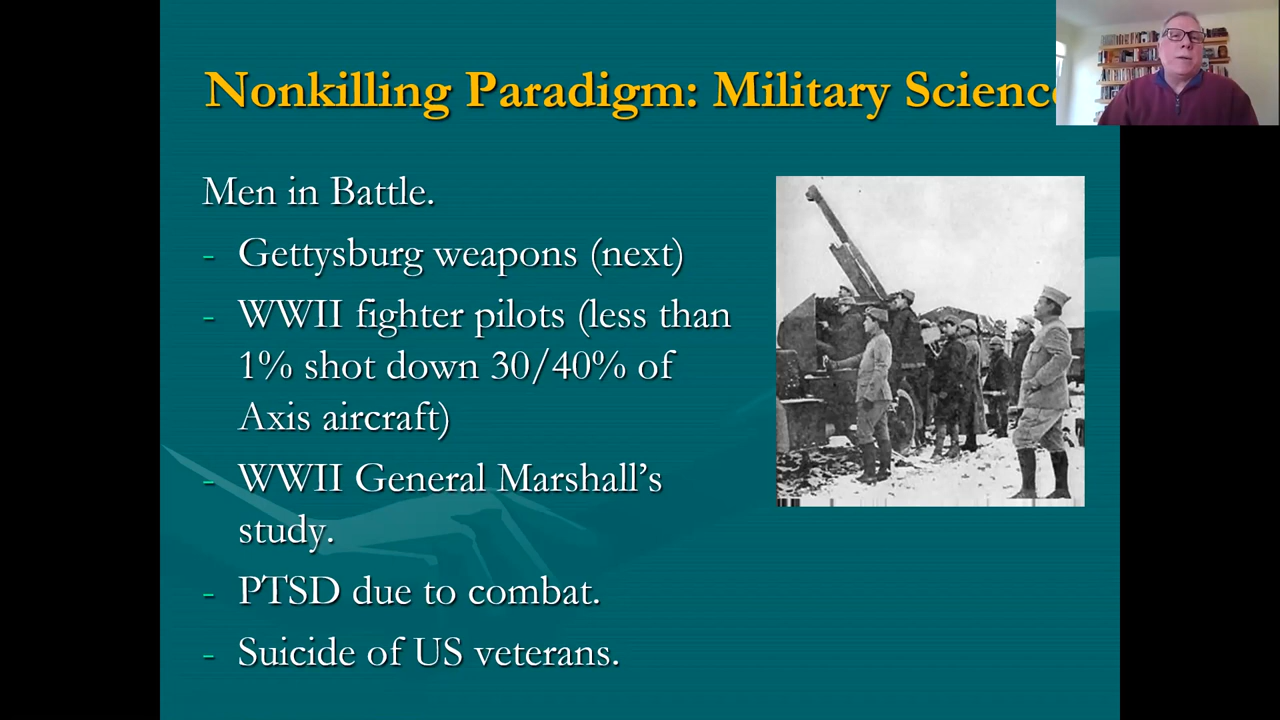 Nonkilling Paradigm: Military Scienc
Men in Battle.
- Gettysburg weapons (next)
- WWII fighter pilots (less than
1% shot down 30/40% of
Axis aircraft)
- WWII General Marshall's
study.
- PTSD due to combat.
- Suicide of US veterans.